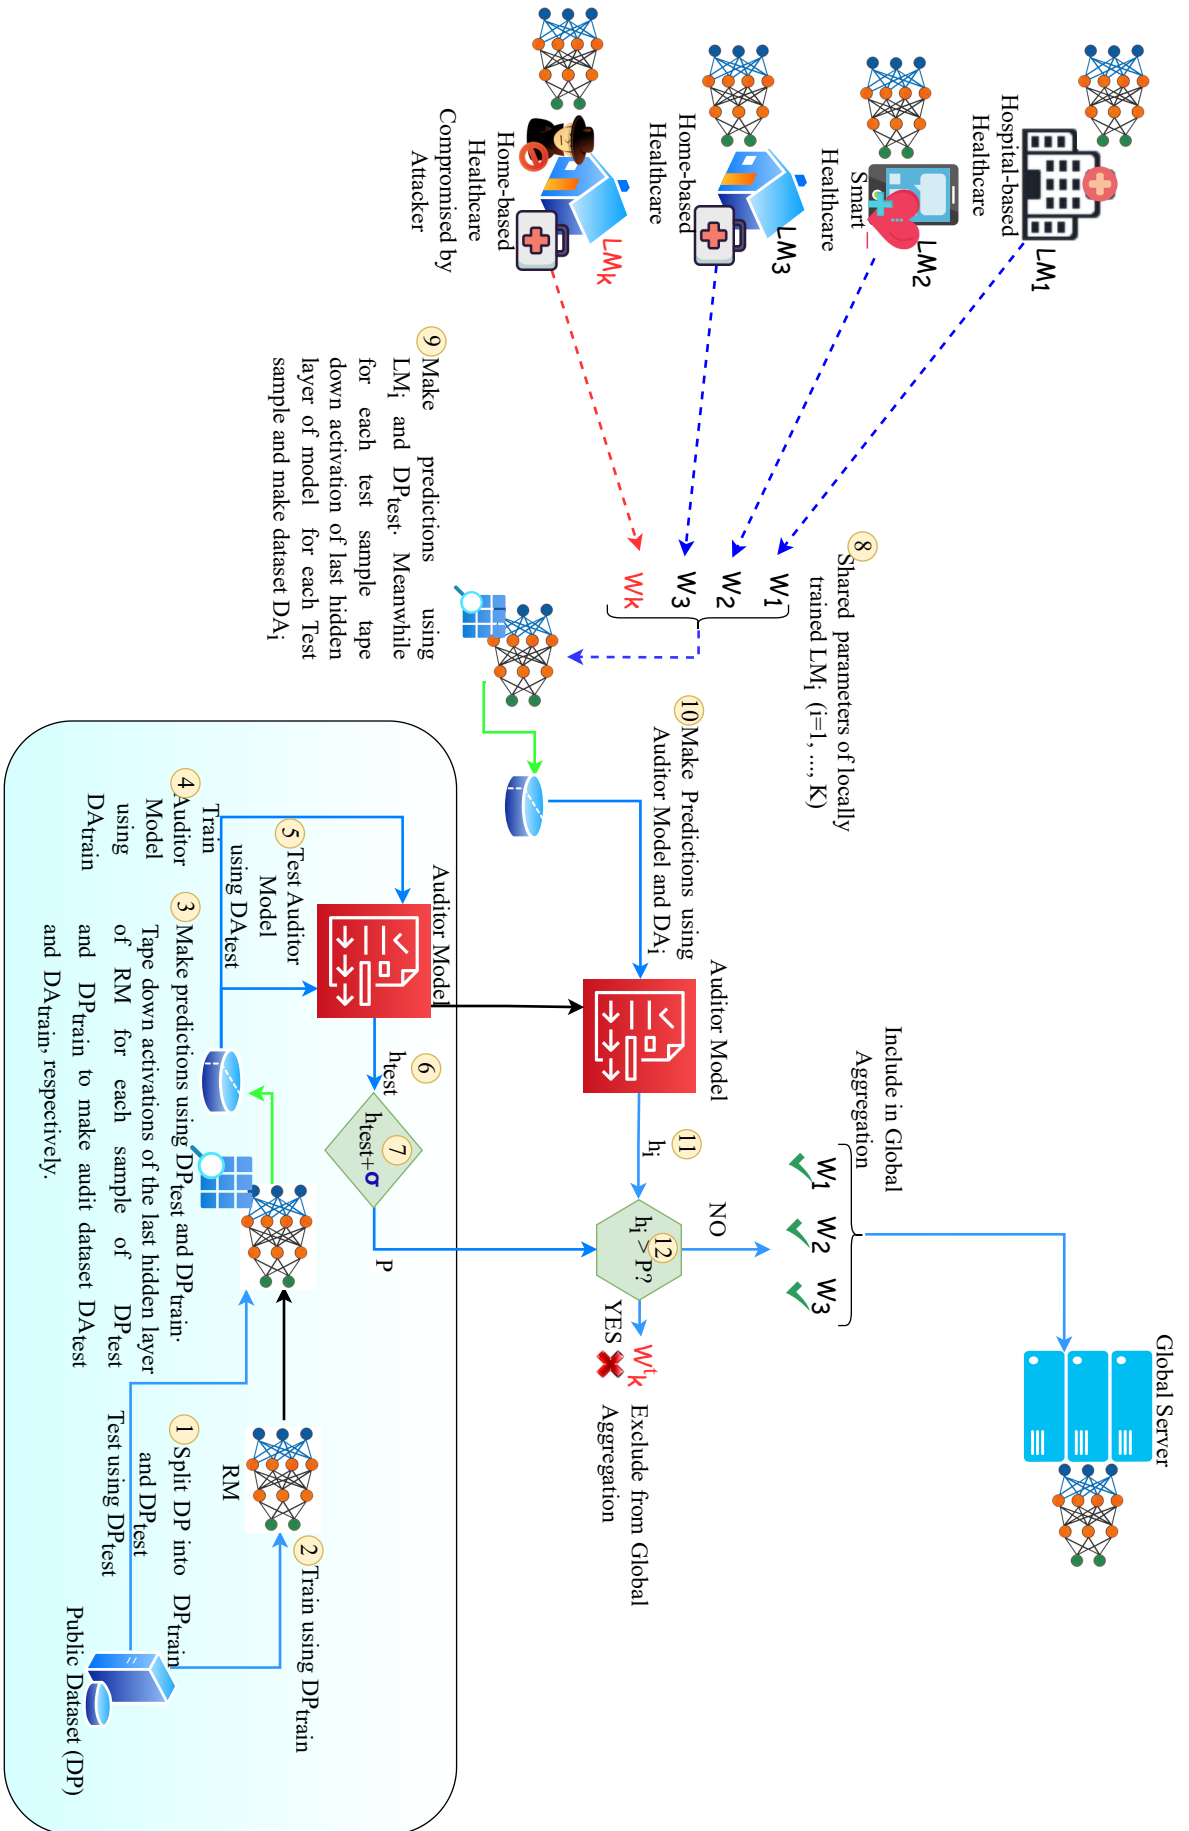 Global Server
Include in Global
Aggregation
W1
W2
W3
Hospital-based
Healthcare
LM1
Smart
Healthcare
LM2
Home-based
Healthcare
LM3
Home-based
Healthcare
Compromised by
Attacker
LMk
8
Shared parameters of locally
trained LMi (i=1, ..., K)
W1
W2
W3
Wk
9
Make predictions using
LMi and DPtest. Meanwhile
for each test sample tape
down activation of last hidden
layer of model for each Test
sample and make dataset DAi
10
Make Predictions using
Auditor Model and DAi
Auditor Model
11
hi
12
hi > P?
NO
YES
Wtk
Exclude from Global
Aggregation
Auditor Model
6
htest
7
htest+σ
P
5
Test Auditor
Model
using DAtest
4
Train
Auditor
Model
using
DAtrain
3
Make predictions using DPtest and DPtrain.
Tape down activations of the last hidden layer
of RM for each sample of DPtest
and DPtrain to make audit dataset DAtest
and DAtrain, respectively.
RM
2
Train using DPtrain
1
Split DP into DPtrain
and DPtest
Test using DPtest
Public Dataset (DP)